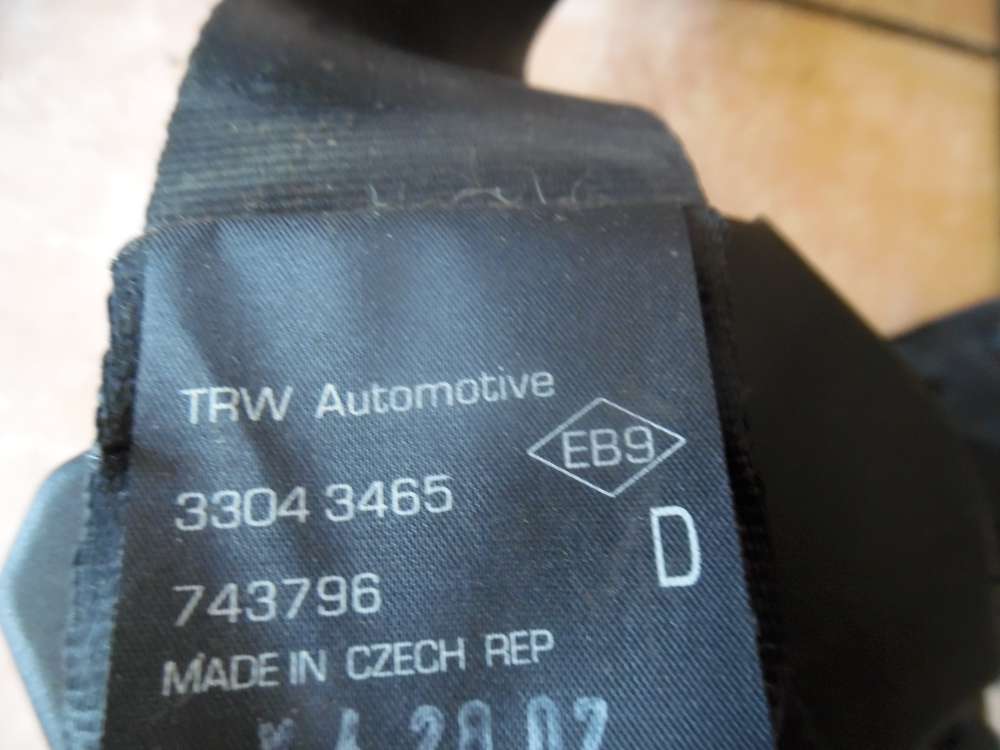 TRW Automotive
EB9
3304 3465
D
743796
MADE IN CZECH REP